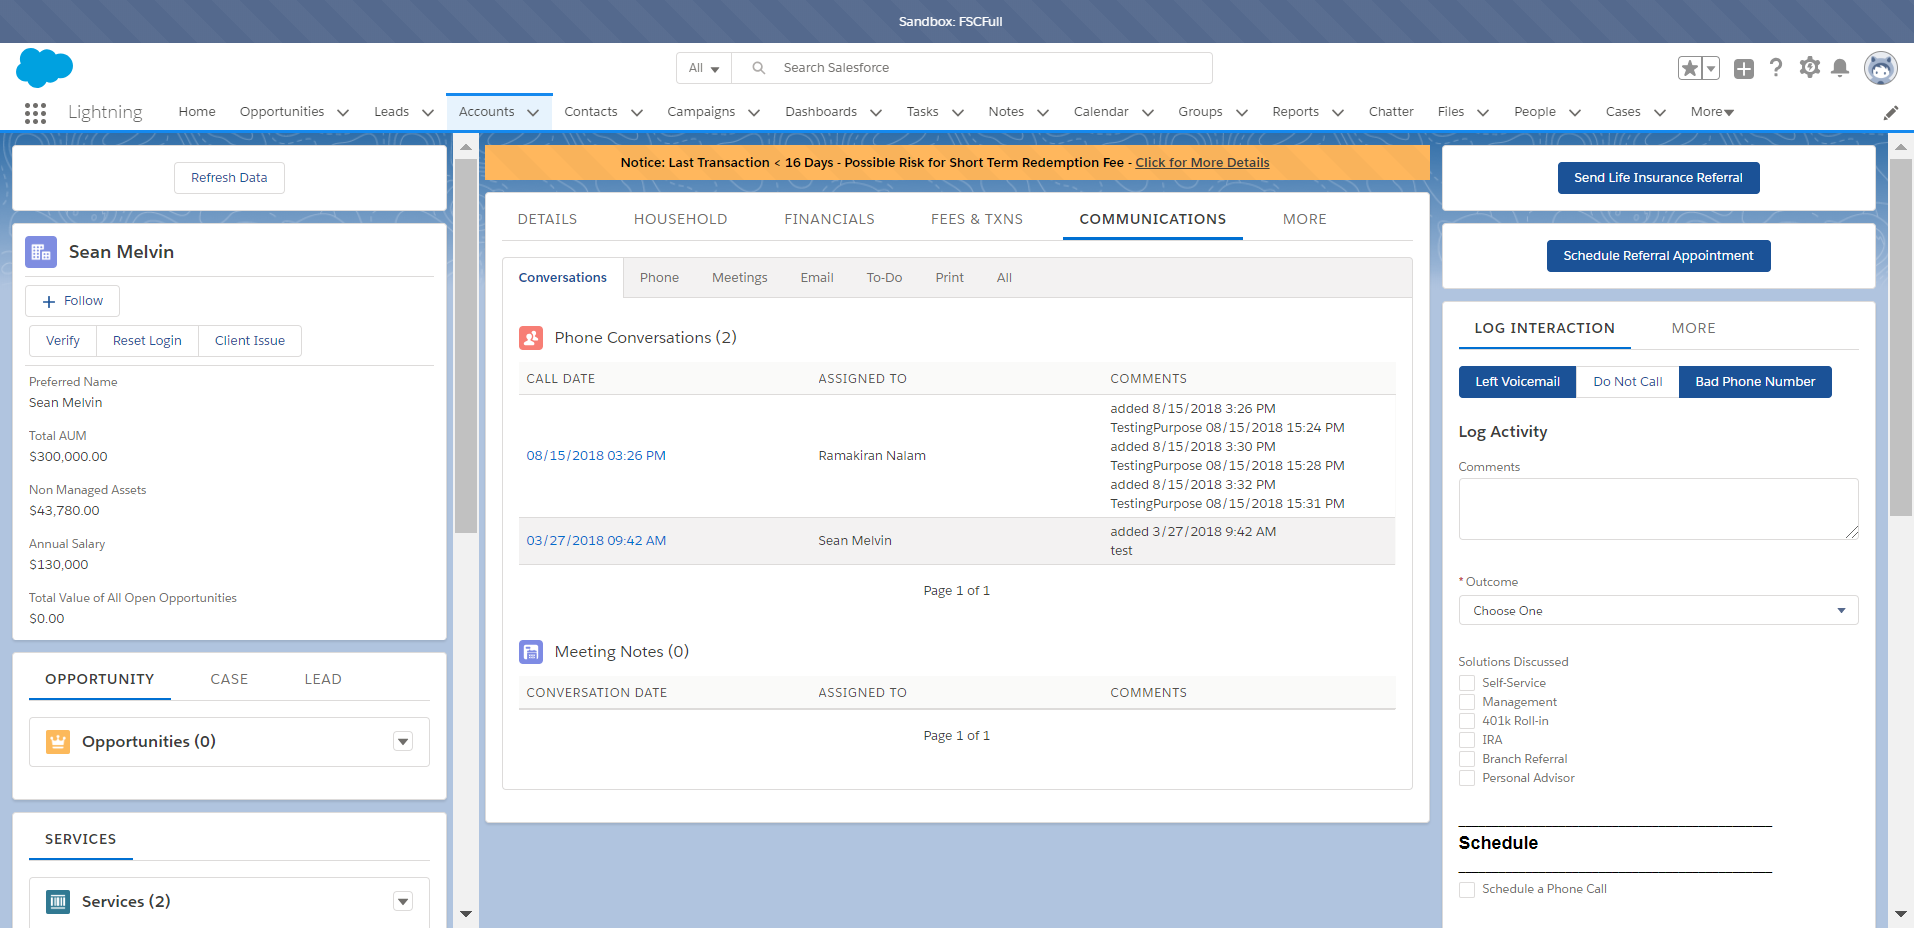 Sandbox: FSCFull
All
Search Salesforce
Lightning
Home
Opportunities
Leads
Accounts
Contacts
Campaigns
Dashboards
Tasks
Notes
Calendar
Groups
Reports
Chatter
Files
People
Cases
More
Refresh Data
Sean Melvin
+ Follow
Verify
Reset Login
Client Issue
Preferred Name
Sean Melvin
Total AUM
$300,000.00
Non Managed Assets
$43,780.00
Annual Salary
$130,000
Total Value of All Open Opportunities
$0.00
OPPORTUNITY
CASE
LEAD
Opportunities (0)
SERVICES
Services (2)
Notice: Last Transaction < 16 Days - Possible Risk for Short Term Redemption Fee - Click for More Details
DETAILS
HOUSEHOLD
FINANCIALS
FEES & TXNS
COMMUNICATIONS
MORE
Conversations
Phone
Meetings
Email
To-Do
Print
All
Phone Conversations (2)
CALL DATE
ASSIGNED TO
COMMENTS
08/15/2018 03:26 PM
Ramakiran Nalam
added 8/15/2018 3:26 PM
TestingPurpose 08/15/2018 15:24 PM
added 8/15/2018 3:30 PM
TestingPurpose 08/15/2018 15:28 PM
added 8/15/2018 3:32 PM
TestingPurpose 08/15/2018 15:31 PM
03/27/2018 09:42 AM
Sean Melvin
added 3/27/2018 9:42 AM
test
Page 1 of 1
Meeting Notes (0)
CONVERSATION DATE
ASSIGNED TO
COMMENTS
Page 1 of 1
Send Life Insurance Referral
Schedule Referral Appointment
LOG INTERACTION
MORE
Left Voicemail
Do Not Call
Bad Phone Number
Log Activity
Comments
* Outcome
Choose One
Solutions Discussed
Self-Service
Management
401k Roll-in
IRA
Branch Referral
Personal Advisor
Schedule
Schedule a Phone Call